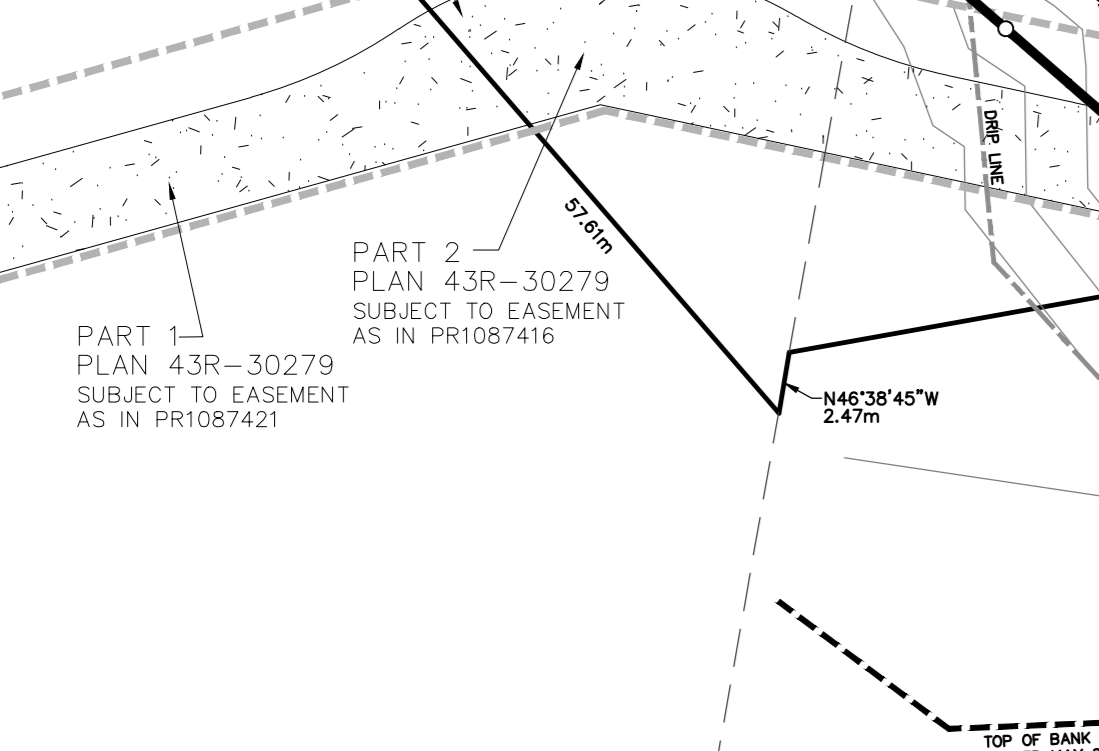 DRIP LINE
57.61m
PART 2
PLAN 43R-30279
SUBJECT TO EASEMENT
AS IN PR1087416
PART 1
PLAN 43R-30279
SUBJECT TO EASEMENT
AS IN PR1087421
N46°38'45"W
2.47m
TOP OF BANK